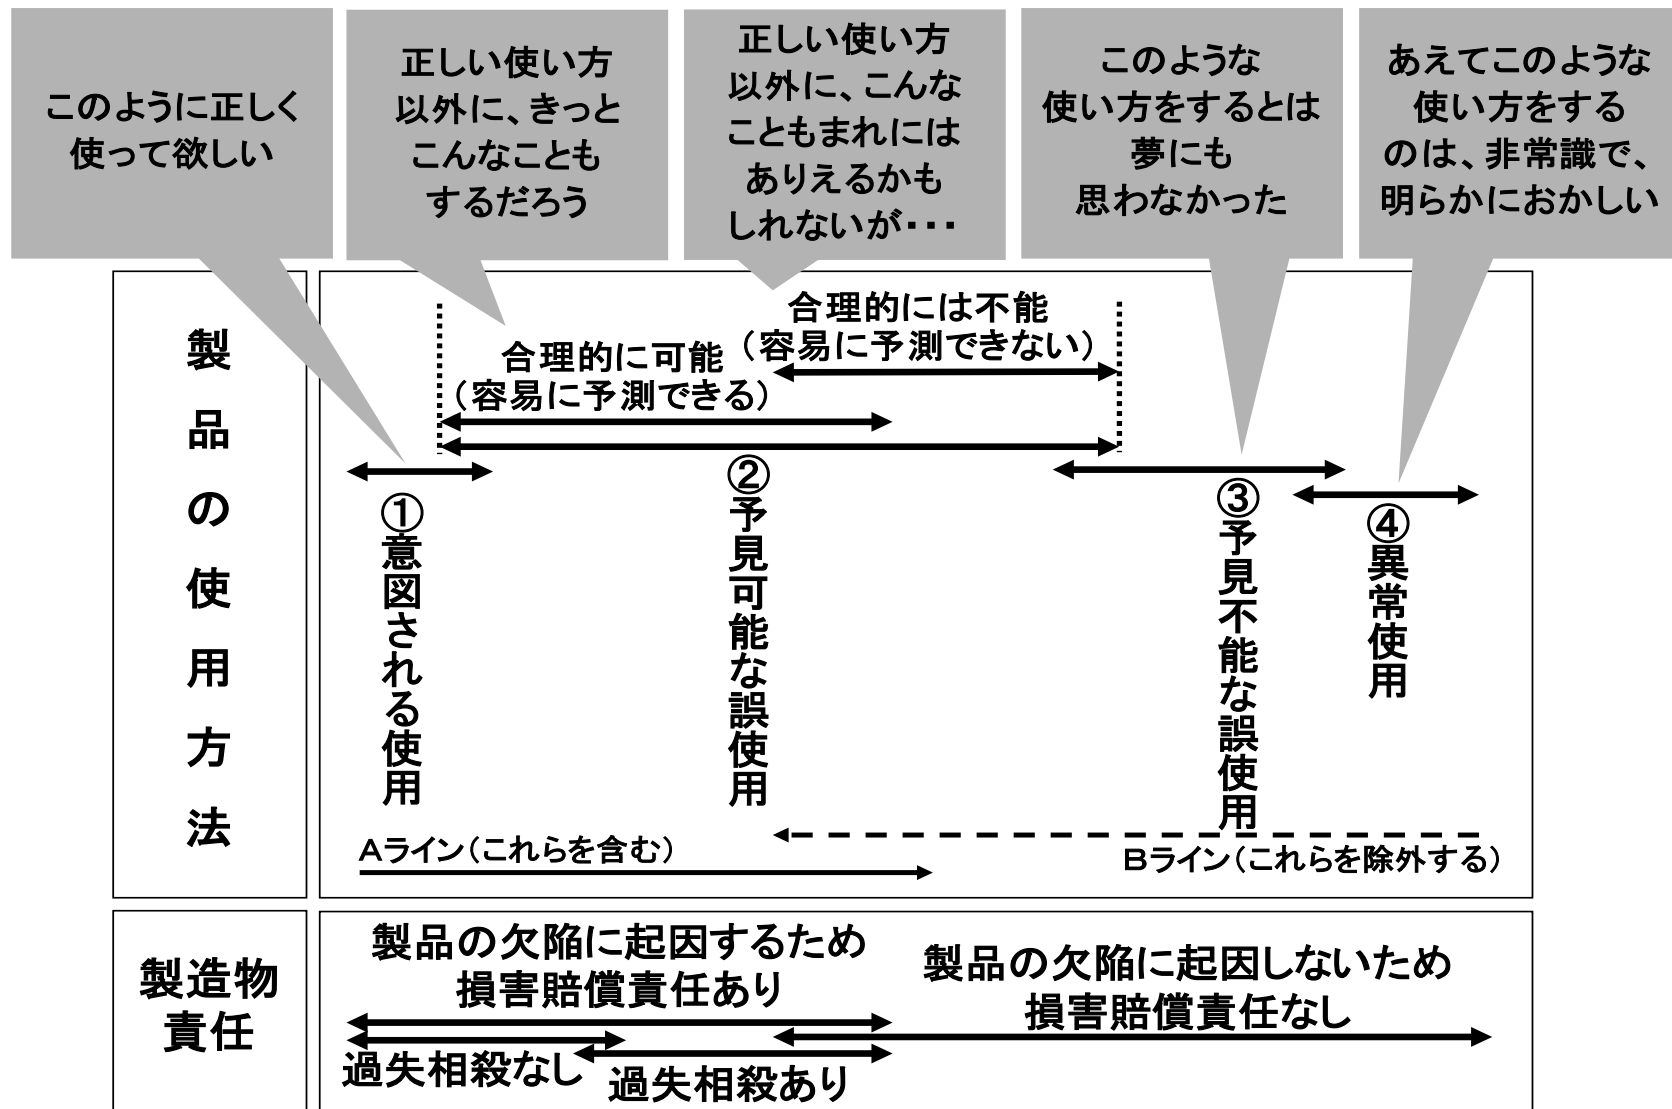 このように正しく
使って欲しい
正しい使い方
以外に、きっと
こんなことも
するだろう
正しい使い方
以外に、こんな
こともまれには
ありえるかも
しれないが・・・
このような
使い方をするとは
夢にも
思わなかった
あえてこのような
使い方をする
のは、非常識で、
明らかにおかしい
製品の使用方法
合理的には不能
（容易に予測できない）
合理的に可能
（容易に予測できる）
①意図される使用
②予見可能な誤使用
③予見不能な誤使用
④異常使用
Aライン（これらを含む）
Bライン（これらを除外する）
製造物
責任
製品の欠陥に起因するため
損害賠償責任あり
製品の欠陥に起因しないため
損害賠償責任なし
過失相殺なし
過失相殺あり